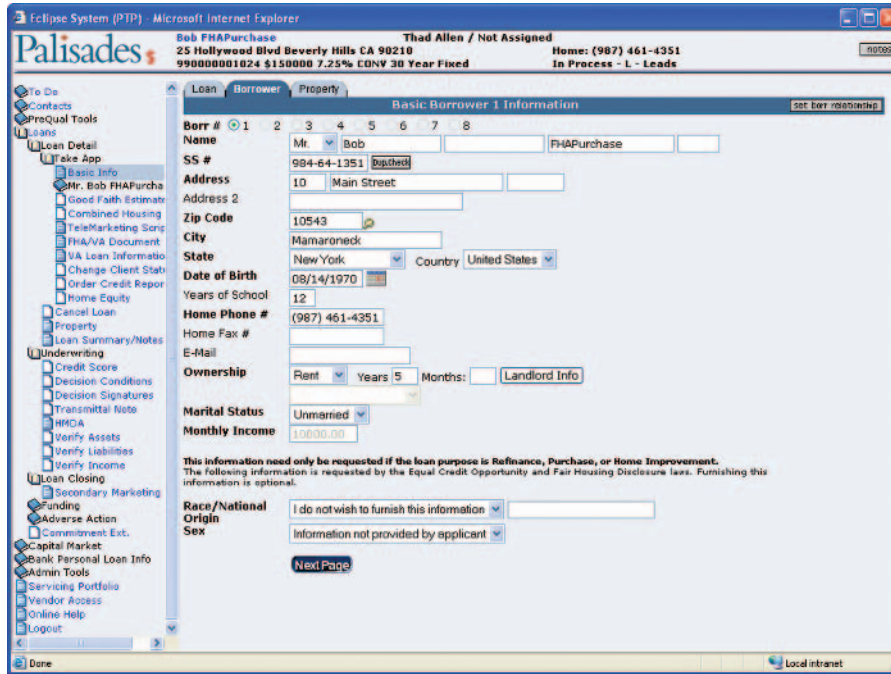 Eclipse System (PTP) - Microsoft Internet Explorer
Palisades
Bob FHAPurchase Thad Allen / Not Assigned
25 Hollywood Blvd Beverly Hills CA 90210 Home: (987) 461-4351
990000001024 $150000 7.25% CONV 30 Year Fixed In Process - L - Leads
notes
To Do
Contacts
PreQual Tools
Loans
Loan Detail
Take App
Basic Info
Mr. Bob FHAPurcha
Good Faith Estimate
Combined Housing
TeleMarketing Scrip
FHA/VA Document
VA Loan Informatio
Change Client Stat
Order Credit Repor
Home Equity
Cancel Loan
Property
Loan Summary/Notes
Underwriting
Credit Score
Decision Conditions
Decision Signatures
Transmittal Note
HMDA
Verify Assets
Verify Liabilities
Verify Income
Loan Closing
Secondary Marketing
Funding
Adverse Action
Commitment Ext.
Capital Market
Bank Personal Loan Info
Admin Tools
Servicing Portfolio
Vendor Access
Online Help
Logout
Loan Borrower Property
Basic Borrower 1 Information set borr relationship
Borr # 1 2 3 4 5 6 7 8
Name Mr. Bob FHAPurchase
SS # 984-64-1351 Dup.check
Address 10 Main Street
Address 2
Zip Code 10543
City Mamaroneck
State New York Country United States
Date of Birth 08/14/1970
Years of School 12
Home Phone # (987) 461-4351
Home Fax #
E-Mail
Ownership Rent Years 5 Months: Landlord Info
Marital Status Unmarried
Monthly Income 10000.00
This information need only be requested if the loan purpose is Refinance, Purchase, or Home Improvement.
The following information is requested by the Equal Credit Opportunity and Fair Housing Disclosure laws. Furnishing this
information is optional.
Race/National I do not wish to furnish this information
Origin
Sex Information not provided by applicant
Next Page
Done Local intranet